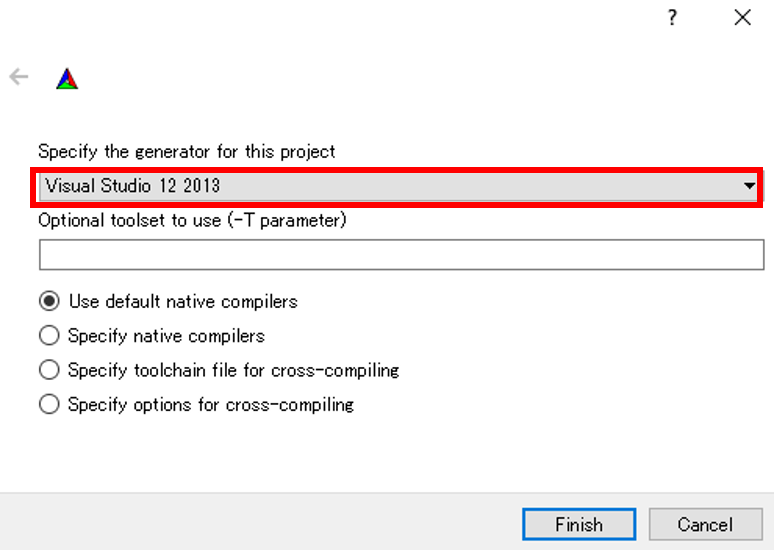 ?
Specify the generator for this project
Visual Studio 12 2013
Optional toolset to use (-T parameter)
Use default native compilers
Specify native compilers
Specify toolchain file for cross-compiling
Specify options for cross-compiling
Finish
Cancel